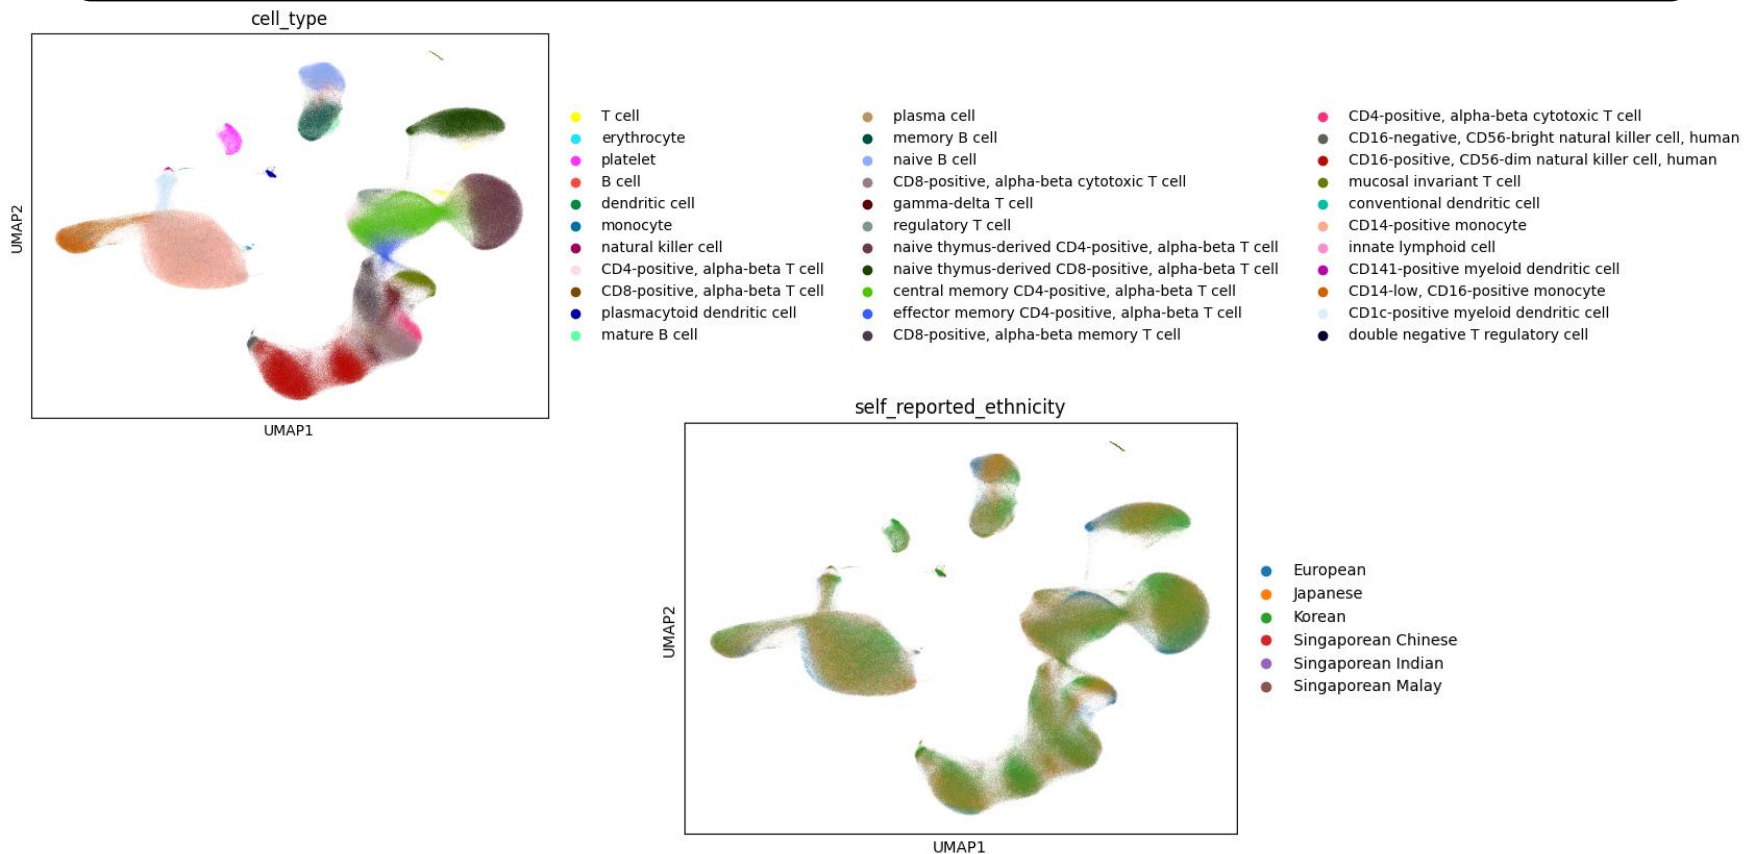 cell_type
UMAP2
UMAP1
T cell
erythrocyte
platelet
B cell
dendritic cell
monocyte
natural killer cell
CD4-positive, alpha-beta T cell
CD8-positive, alpha-beta T cell
plasmacytoid dendritic cell
mature B cell
plasma cell
memory B cell
naive B cell
CD8-positive, alpha-beta cytotoxic T cell
gamma-delta T cell
regulatory T cell
naive thymus-derived CD4-positive, alpha-beta T cell
naive thymus-derived CD8-positive, alpha-beta T cell
central memory CD4-positive, alpha-beta T cell
effector memory CD4-positive, alpha-beta T cell
CD8-positive, alpha-beta memory T cell
CD4-positive, alpha-beta cytotoxic T cell
CD16-negative, CD56-bright natural killer cell, human
CD16-positive, CD56-dim natural killer cell, human
mucosal invariant T cell
conventional dendritic cell
CD14-positive monocyte
innate lymphoid cell
CD141-positive myeloid dendritic cell
CD14-low, CD16-positive monocyte
CD1c-positive myeloid dendritic cell
double negative T regulatory cell
self_reported_ethnicity
UMAP2
UMAP1
European
Japanese
Korean
Singaporean Chinese
Singaporean Indian
Singaporean Malay